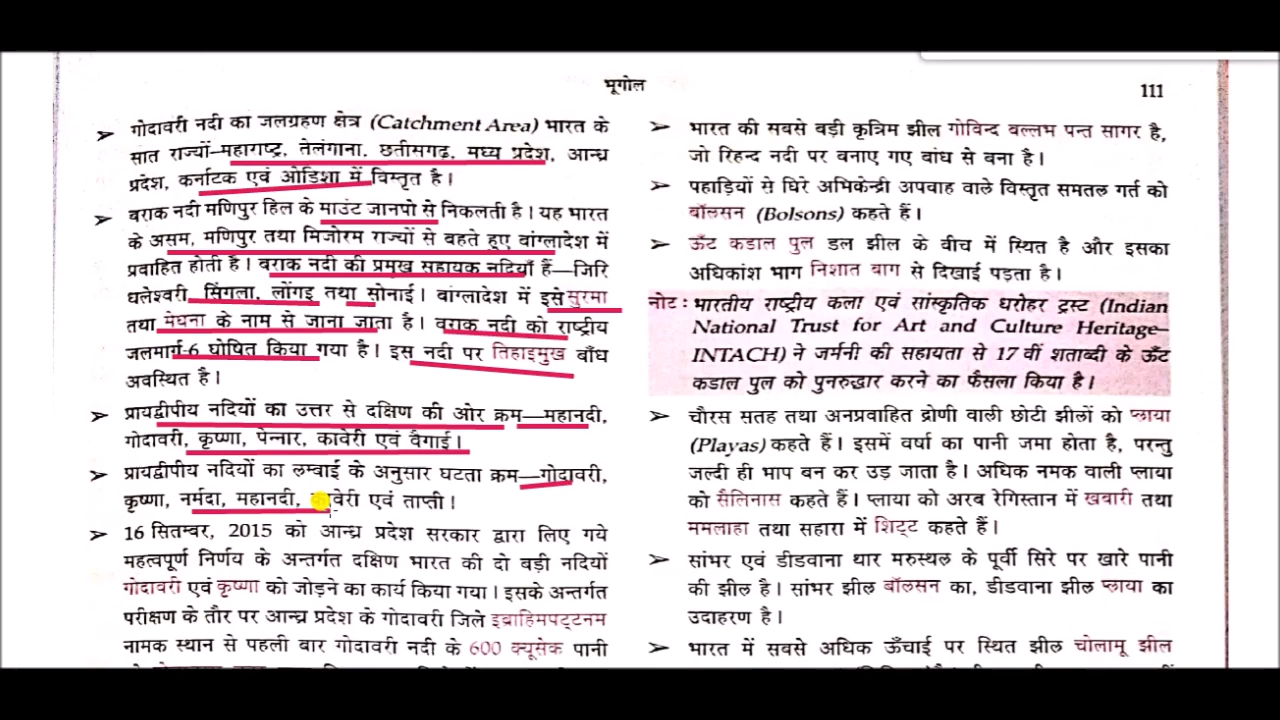 भूगोल
111
गोदावरी नदी का जलग्रहण क्षेत्र (Catchment Area) भारत के
सात राज्यों–महाराष्ट्र, तेलंगाना, छत्तीसगढ़, मध्य प्रदेश, आन्ध्र
प्रदेश, कर्नाटक एवं ओडिशा में विस्तृत है।
बराक नदी मणिपुर हिल के माउंट जानपो से निकलती है। यह भारत
के असम, मणिपुर तथा मिजोरम राज्यों से बहते हुए बांग्लादेश में
प्रवाहित होती है। बराक नदी की प्रमुख सहायक नदियाँ हैं–जिरि
धलेश्वरी, सिंगला, लोंगइ तथा सोनाई। बांग्लादेश में इसे सुरमा
तथा मेघना के नाम से जाना जाता है। वराक नदी को राष्ट्रीय
जलमार्ग-6 घोषित किया गया है। इस नदी पर तिहाइमुख बाँध
अवस्थित है।
प्रायद्वीपीय नदियों का उत्तर से दक्षिण की ओर क्रम–महानदी,
गोदावरी, कृष्णा, पेन्नार, कावेरी एवं वैगाई।
प्रायद्वीपीय नदियों का लम्बाई के अनुसार घटता क्रम–गोदावरी,
कृष्णा, नर्मदा, महानदी, वेरी एवं ताप्ती।
16 सितम्बर, 2015 को आन्ध्र प्रदेश सरकार द्वारा लिए गये
महत्वपूर्ण निर्णय के अन्तर्गत दक्षिण भारत की दो बड़ी नदियों
गोदावरी एवं कृष्णा को जोड़ने का कार्य किया गया। इसके अन्तर्गत
परीक्षण के तौर पर आन्ध्र प्रदेश के गोदावरी जिले इब्राहिमपट्टनम
नामक स्थान से पहली बार गोदावरी नदी के 600 क्यूसेक पानी
भारत की सबसे बड़ी कृत्रिम झील गोविन्द बल्लभ पन्त सागर है,
जो रिहन्द नदी पर बनाए गए बांध से बना है।
पहाड़ियों से घिरे अभिकेन्द्री अपवाह वाले विस्तृत समतल गर्त को
बॉलसन (Bolsons) कहते हैं।
ऊँट कडाल पुल डल झील के बीच में स्थित है और इसका
अधिकांश भाग निशात बाग से दिखाई पड़ता है।
नोट : भारतीय राष्ट्रीय कला एवं सांस्कृतिक धरोहर ट्रस्ट (Indian
National Trust for Art and Culture Heritage–
INTACH) ने जर्मनी की सहायता से 17 वीं शताब्दी के ऊँट
कडाल पुल को पुनरुद्धार करने का फैसला किया है।
चौरस सतह तथा अनप्रवाहित द्रोणी वाली छोटी झीलों को प्लाया
(Playas) कहते हैं। इसमें वर्षा का पानी जमा होता है, परन्तु
जल्दी ही भाप बन कर उड़ जाता है। अधिक नमक वाली प्लाया
को सैलिनास कहते हैं। प्लाया को अरब रेगिस्तान में खबारी तथा
ममलाहा तथा सहारा में शिट्ट कहते हैं।
सांभर एवं डीडवाना थार मरुस्थल के पूर्वी सिरे पर खारे पानी
की झील है। सांभर झील बॉलसन का, डीडवाना झील प्लाया का
उदाहरण है।
भारत में सबसे अधिक ऊँचाई पर स्थित झील चोलामू झील